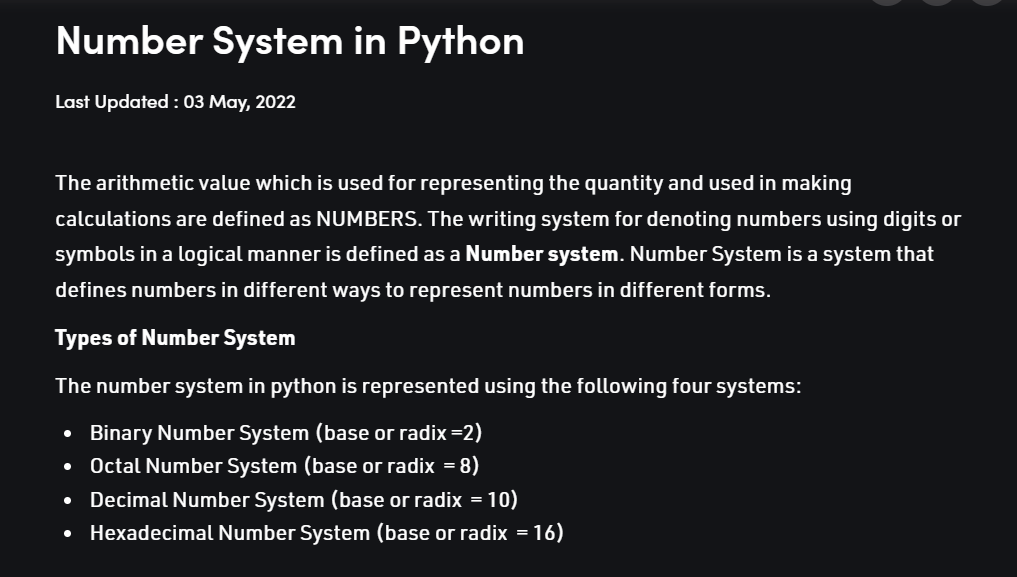 Number System in Python
Last Updated : 03 May, 2022
The arithmetic value which is used for representing the quantity and used in making
calculations are defined as NUMBERS. The writing system for denoting numbers using digits or
symbols in a logical manner is defined as a Number system. Number System is a system that
defines numbers in different ways to represent numbers in different forms.
Types of Number System
The number system in python is represented using the following four systems:
• Binary Number System (base or radix =2)
• Octal Number System (base or radix = 8)
• Decimal Number System (base or radix = 10)
• Hexadecimal Number System (base or radix = 16)